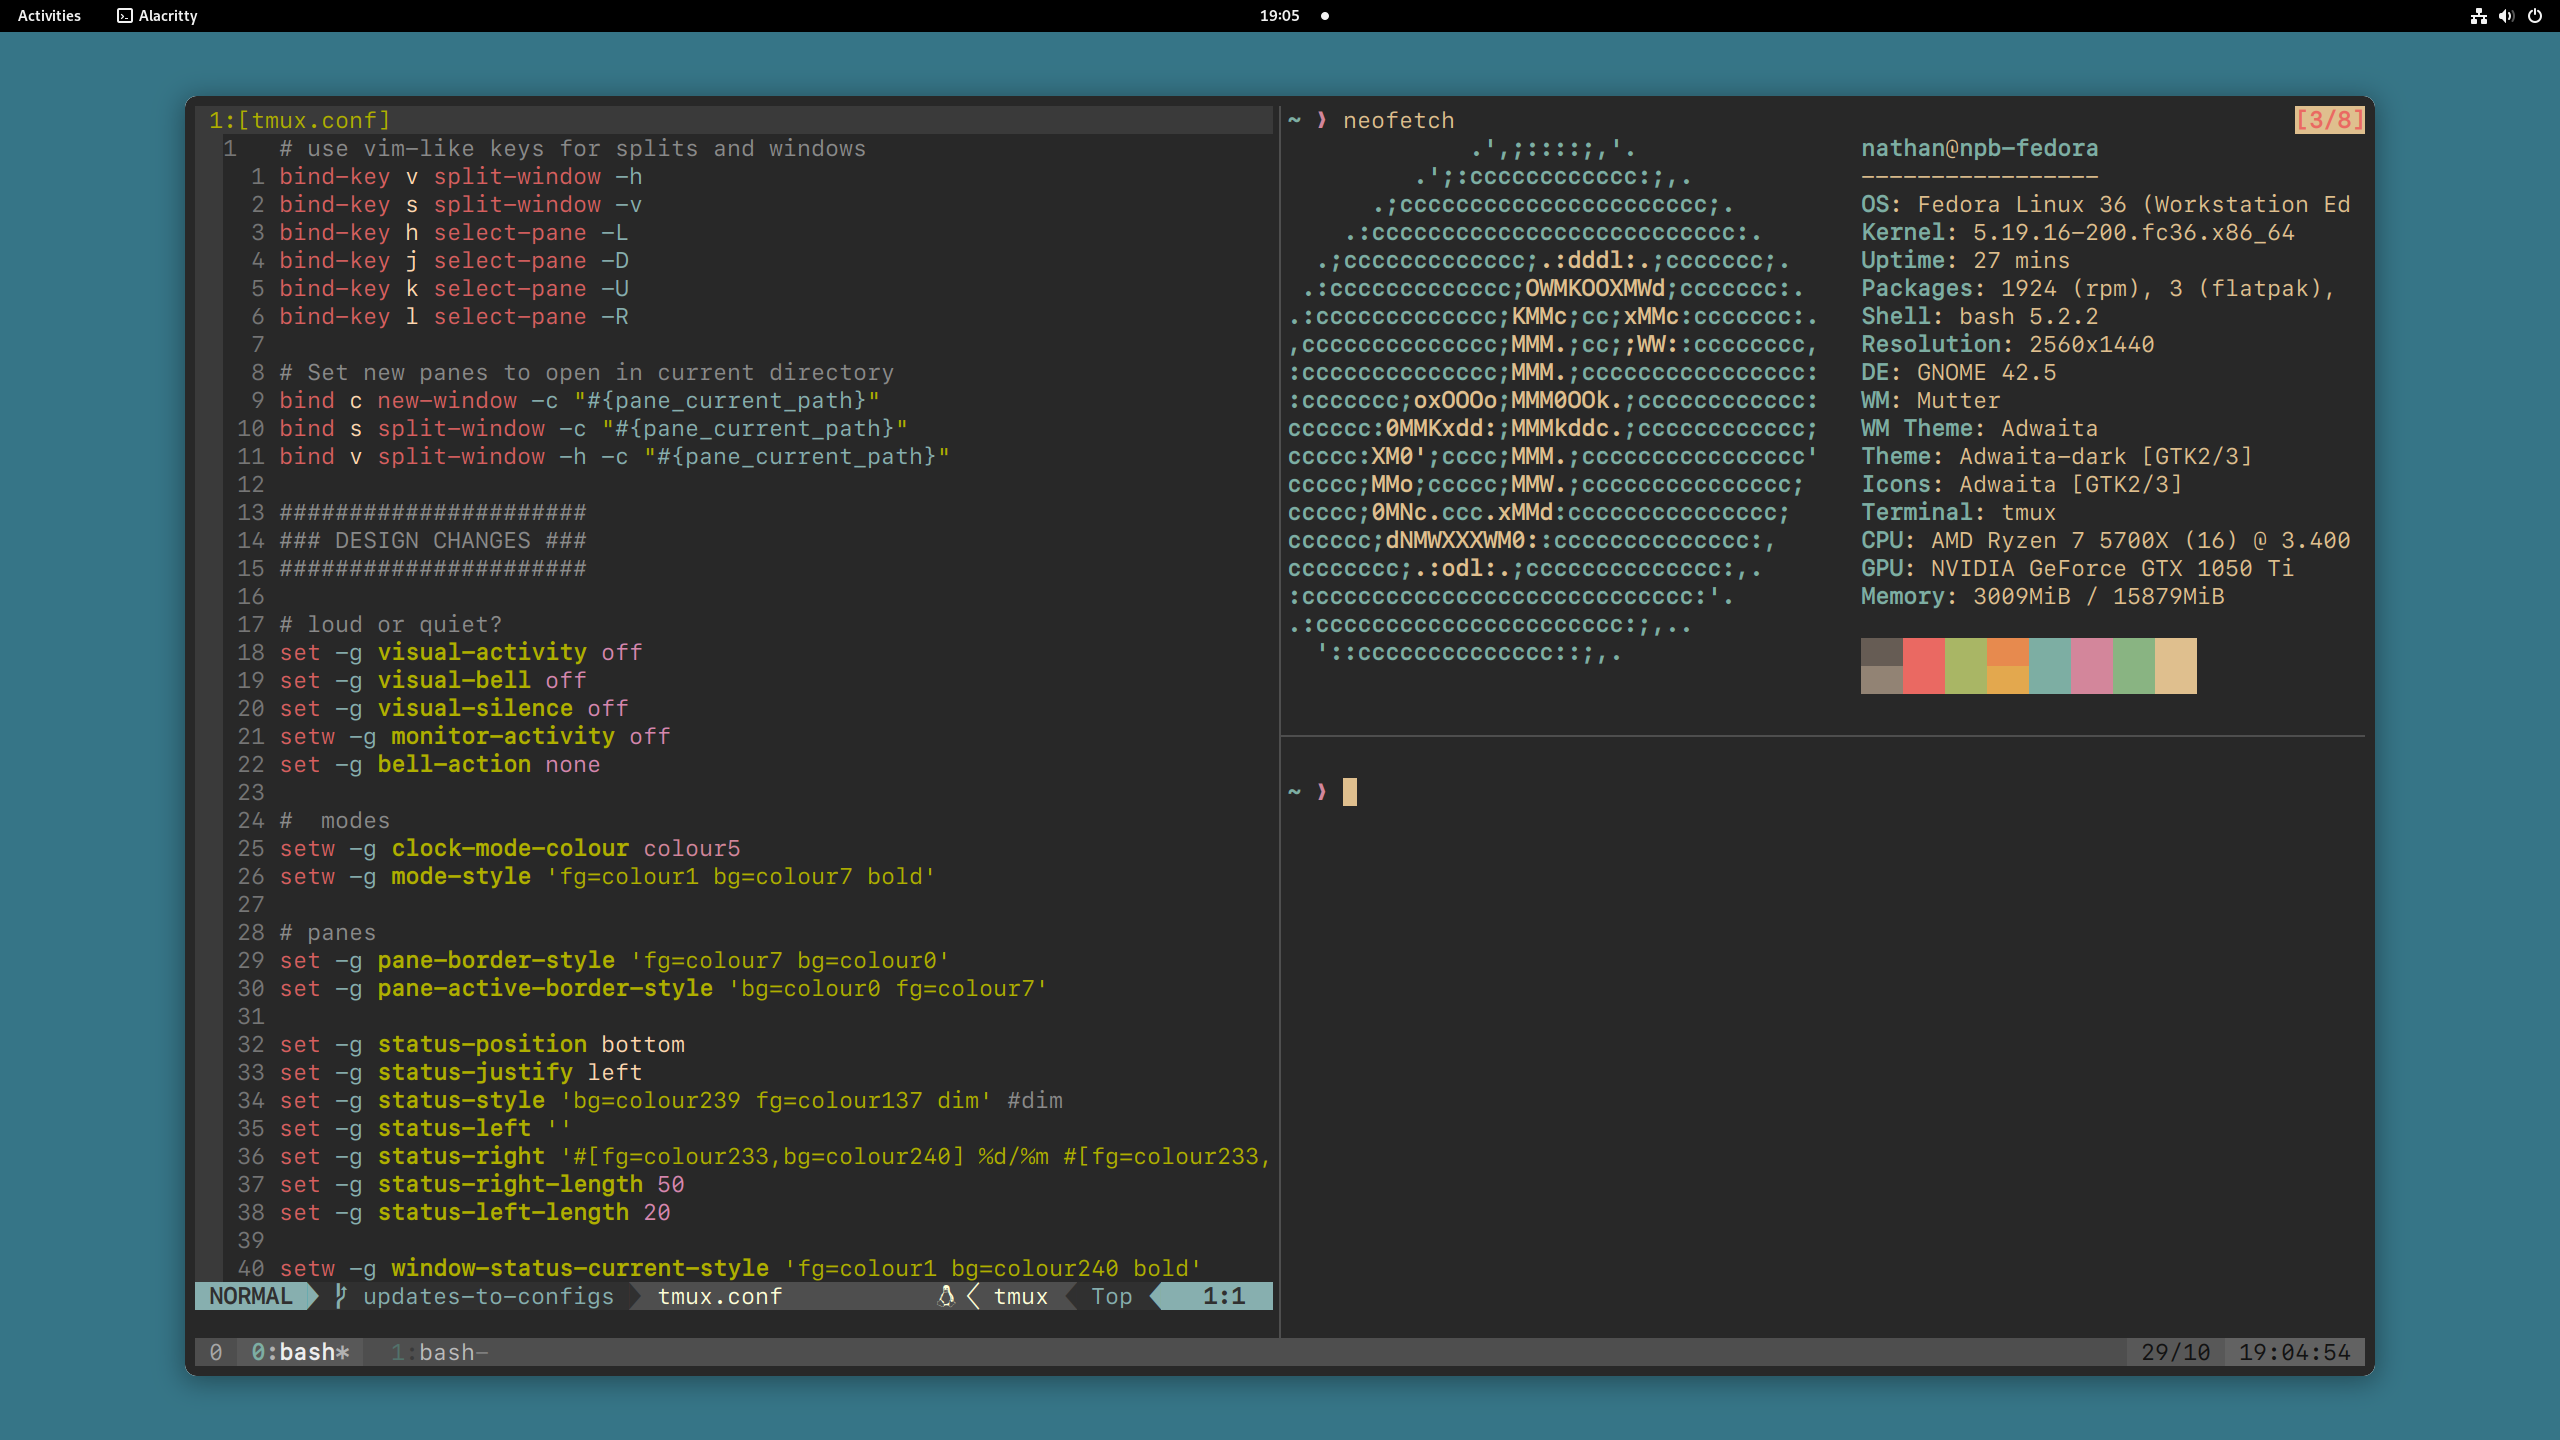 Activities Alacritty 19:05
1:[tmux.conf]
1 # use vim-like keys for splits and windows
1 bind-key v split-window -h
2 bind-key s split-window -v
3 bind-key h select-pane -L
4 bind-key j select-pane -D
5 bind-key k select-pane -U
6 bind-key l select-pane -R
7
8 # Set new panes to open in current directory
9 bind c new-window -c "#{pane_current_path}"
10 bind s split-window -c "#{pane_current_path}"
11 bind v split-window -h -c "#{pane_current_path}"
12
13 ######################
14 ### DESIGN CHANGES ###
15 ######################
16
17 # loud or quiet?
18 set -g visual-activity off
19 set -g visual-bell off
20 set -g visual-silence off
21 setw -g monitor-activity off
22 set -g bell-action none
23
24 #  modes
25 setw -g clock-mode-colour colour5
26 setw -g mode-style 'fg=colour1 bg=colour7 bold'
27
28 # panes
29 set -g pane-border-style 'fg=colour7 bg=colour0'
30 set -g pane-active-border-style 'bg=colour0 fg=colour7'
31
32 set -g status-position bottom
33 set -g status-justify left
34 set -g status-style 'bg=colour239 fg=colour137 dim' #dim
35 set -g status-left ''
36 set -g status-right '#[fg=colour233,bg=colour240] %d/%m #[fg=colour233,
37 set -g status-right-length 50
38 set -g status-left-length 20
39
40 setw -g window-status-current-style 'fg=colour1 bg=colour240 bold'
NORMAL updates-to-configs tmux.conf tmux Top 1:1
~ ❯ neofetch [3/8]
.',;::::;,'.
.';:cccccccccccc:;,.
.;cccccccccccccccccccccc;.
.:cccccccccccccccccccccccccc:.
.;ccccccccccccc;.:dddl:.;ccccccc;.
.:ccccccccccccc;OWMKOOXMWd;ccccccc:.
.:ccccccccccccc;KMMc;cc;xMMc:ccccccc:.
,cccccccccccccc;MMM.;cc;;WW::cccccccc,
:cccccccccccccc;MMM.;cccccccccccccccc:
:ccccccc;oxOOOo;MMM0OOk.;cccccccccccc:
cccccc:0MMKxdd:;MMMkddc.;cccccccccccc;
ccccc:XM0';cccc;MMM.;cccccccccccccccc'
ccccc;MMo;ccccc;MMW.;ccccccccccccccc;
ccccc;0MNc.ccc.xMMd:ccccccccccccccc;
cccccc;dNMWXXXWM0::cccccccccccccc:,
cccccccc;.:odl:.;cccccccccccccc:,.
:cccccccccccccccccccccccccccc:'.
.:cccccccccccccccccccccc:;,..
'::cccccccccccccc::;,.
nathan@npb-fedora
-----------------
OS: Fedora Linux 36 (Workstation Ed
Kernel: 5.19.16-200.fc36.x86_64
Uptime: 27 mins
Packages: 1924 (rpm), 3 (flatpak),
Shell: bash 5.2.2
Resolution: 2560x1440
DE: GNOME 42.5
WM: Mutter
WM Theme: Adwaita
Theme: Adwaita-dark [GTK2/3]
Icons: Adwaita [GTK2/3]
Terminal: tmux
CPU: AMD Ryzen 7 5700X (16) @ 3.400
GPU: NVIDIA GeForce GTX 1050 Ti
Memory: 3009MiB / 15879MiB
~ ❯
0 0:bash* 1:bash- 29/10 19:04:54